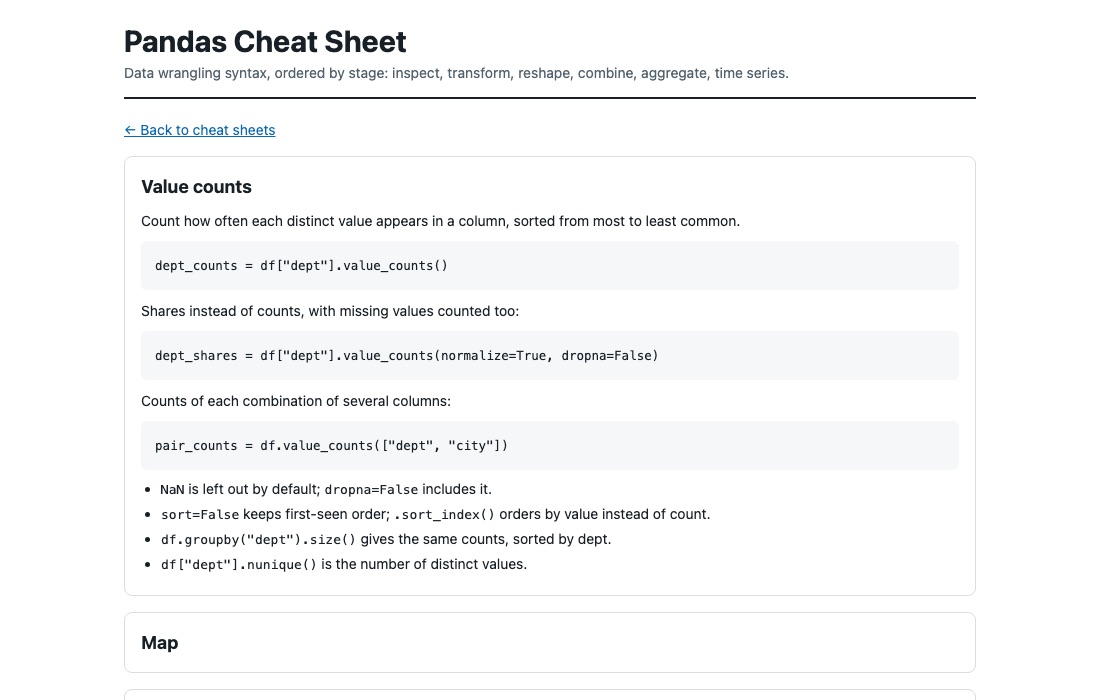 Pandas Cheat Sheet
Data wrangling syntax, ordered by stage: inspect, transform, reshape, combine, aggregate, time series.
← Back to cheat sheets
Value counts
Count how often each distinct value appears in a column, sorted from most to least common.
dept_counts = df["dept"].value_counts()
Shares instead of counts, with missing values counted too:
dept_shares = df["dept"].value_counts(normalize=True, dropna=False)
Counts of each combination of several columns:
pair_counts = df.value_counts(["dept", "city"])
• NaN is left out by default; dropna=False includes it.
• sort=False keeps first-seen order; .sort_index() orders by value instead of count.
• df.groupby("dept").size() gives the same counts, sorted by dept.
• df["dept"].nunique() is the number of distinct values.
Map